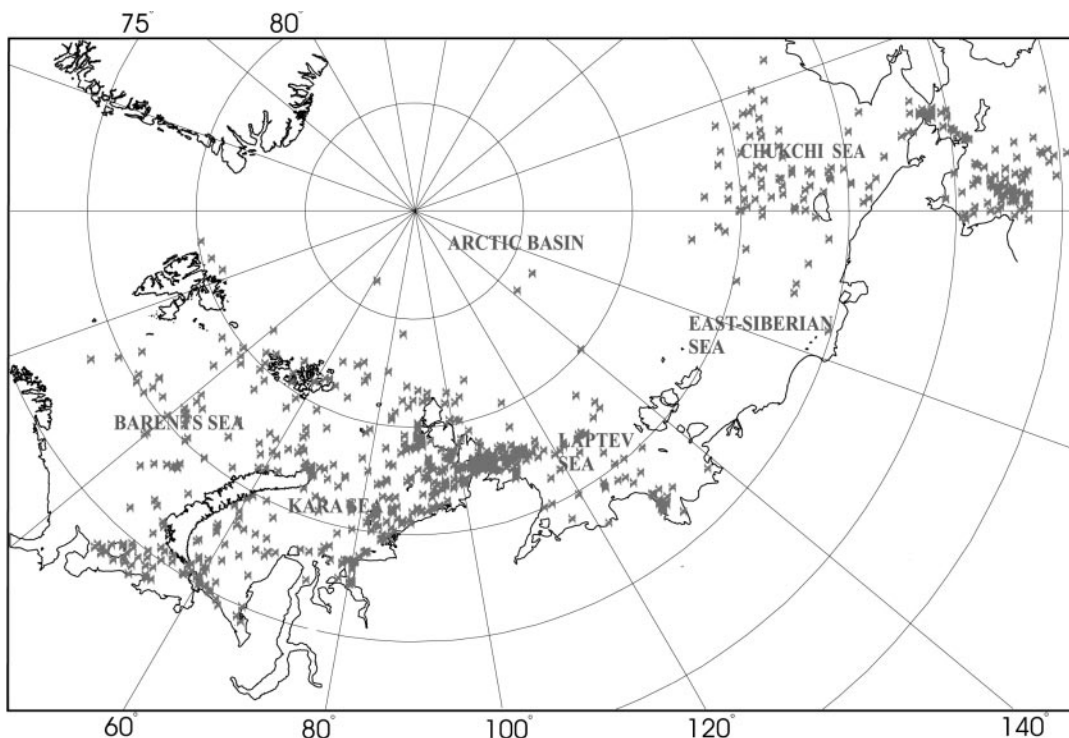 75° 80°
CHUKCHI SEA
ARCTIC BASIN
EAST-SIBERIAN
SEA
BARENTS SEA
LAPTEV
SEA
KARA SEA
60° 80° 100° 120° 140°